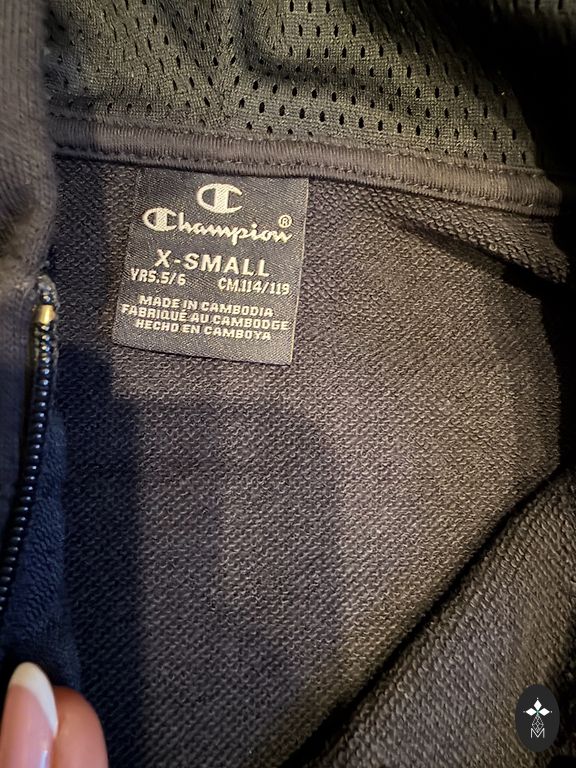 Champion®
X-SMALL
YRS.5/6 CM.114/119
MADE IN CAMBODIA
FABRIQUÉ AU CAMBODGE
HECHO EN CAMBOYA
M